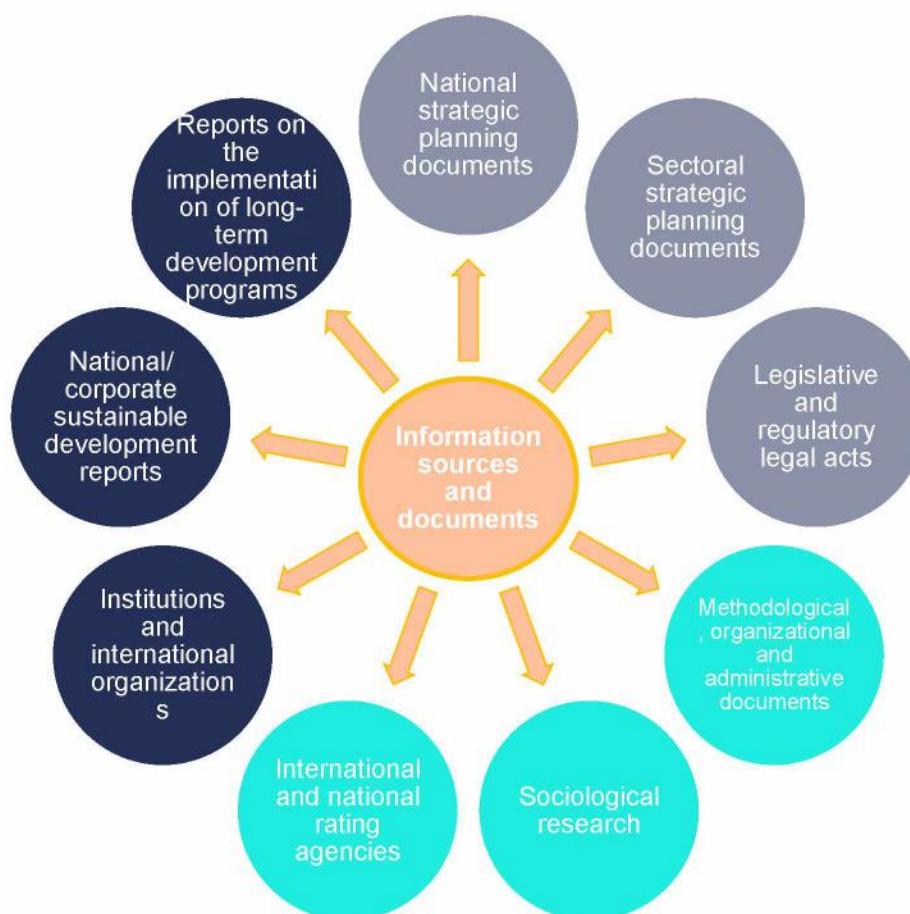 National
strategic
planning
documents
Sectoral
strategic
planning
documents
Legislative
and
regulatory
legal acts
Methodological
, organizational
and
administrative
documents
Sociological
research
International
and national
rating
agencies
Institutions
and
international
organization
s
National/
corporate
sustainable
development
reports
Reports on
the
implementati
on of long-
term
development
programs
Information
sources
and
documents